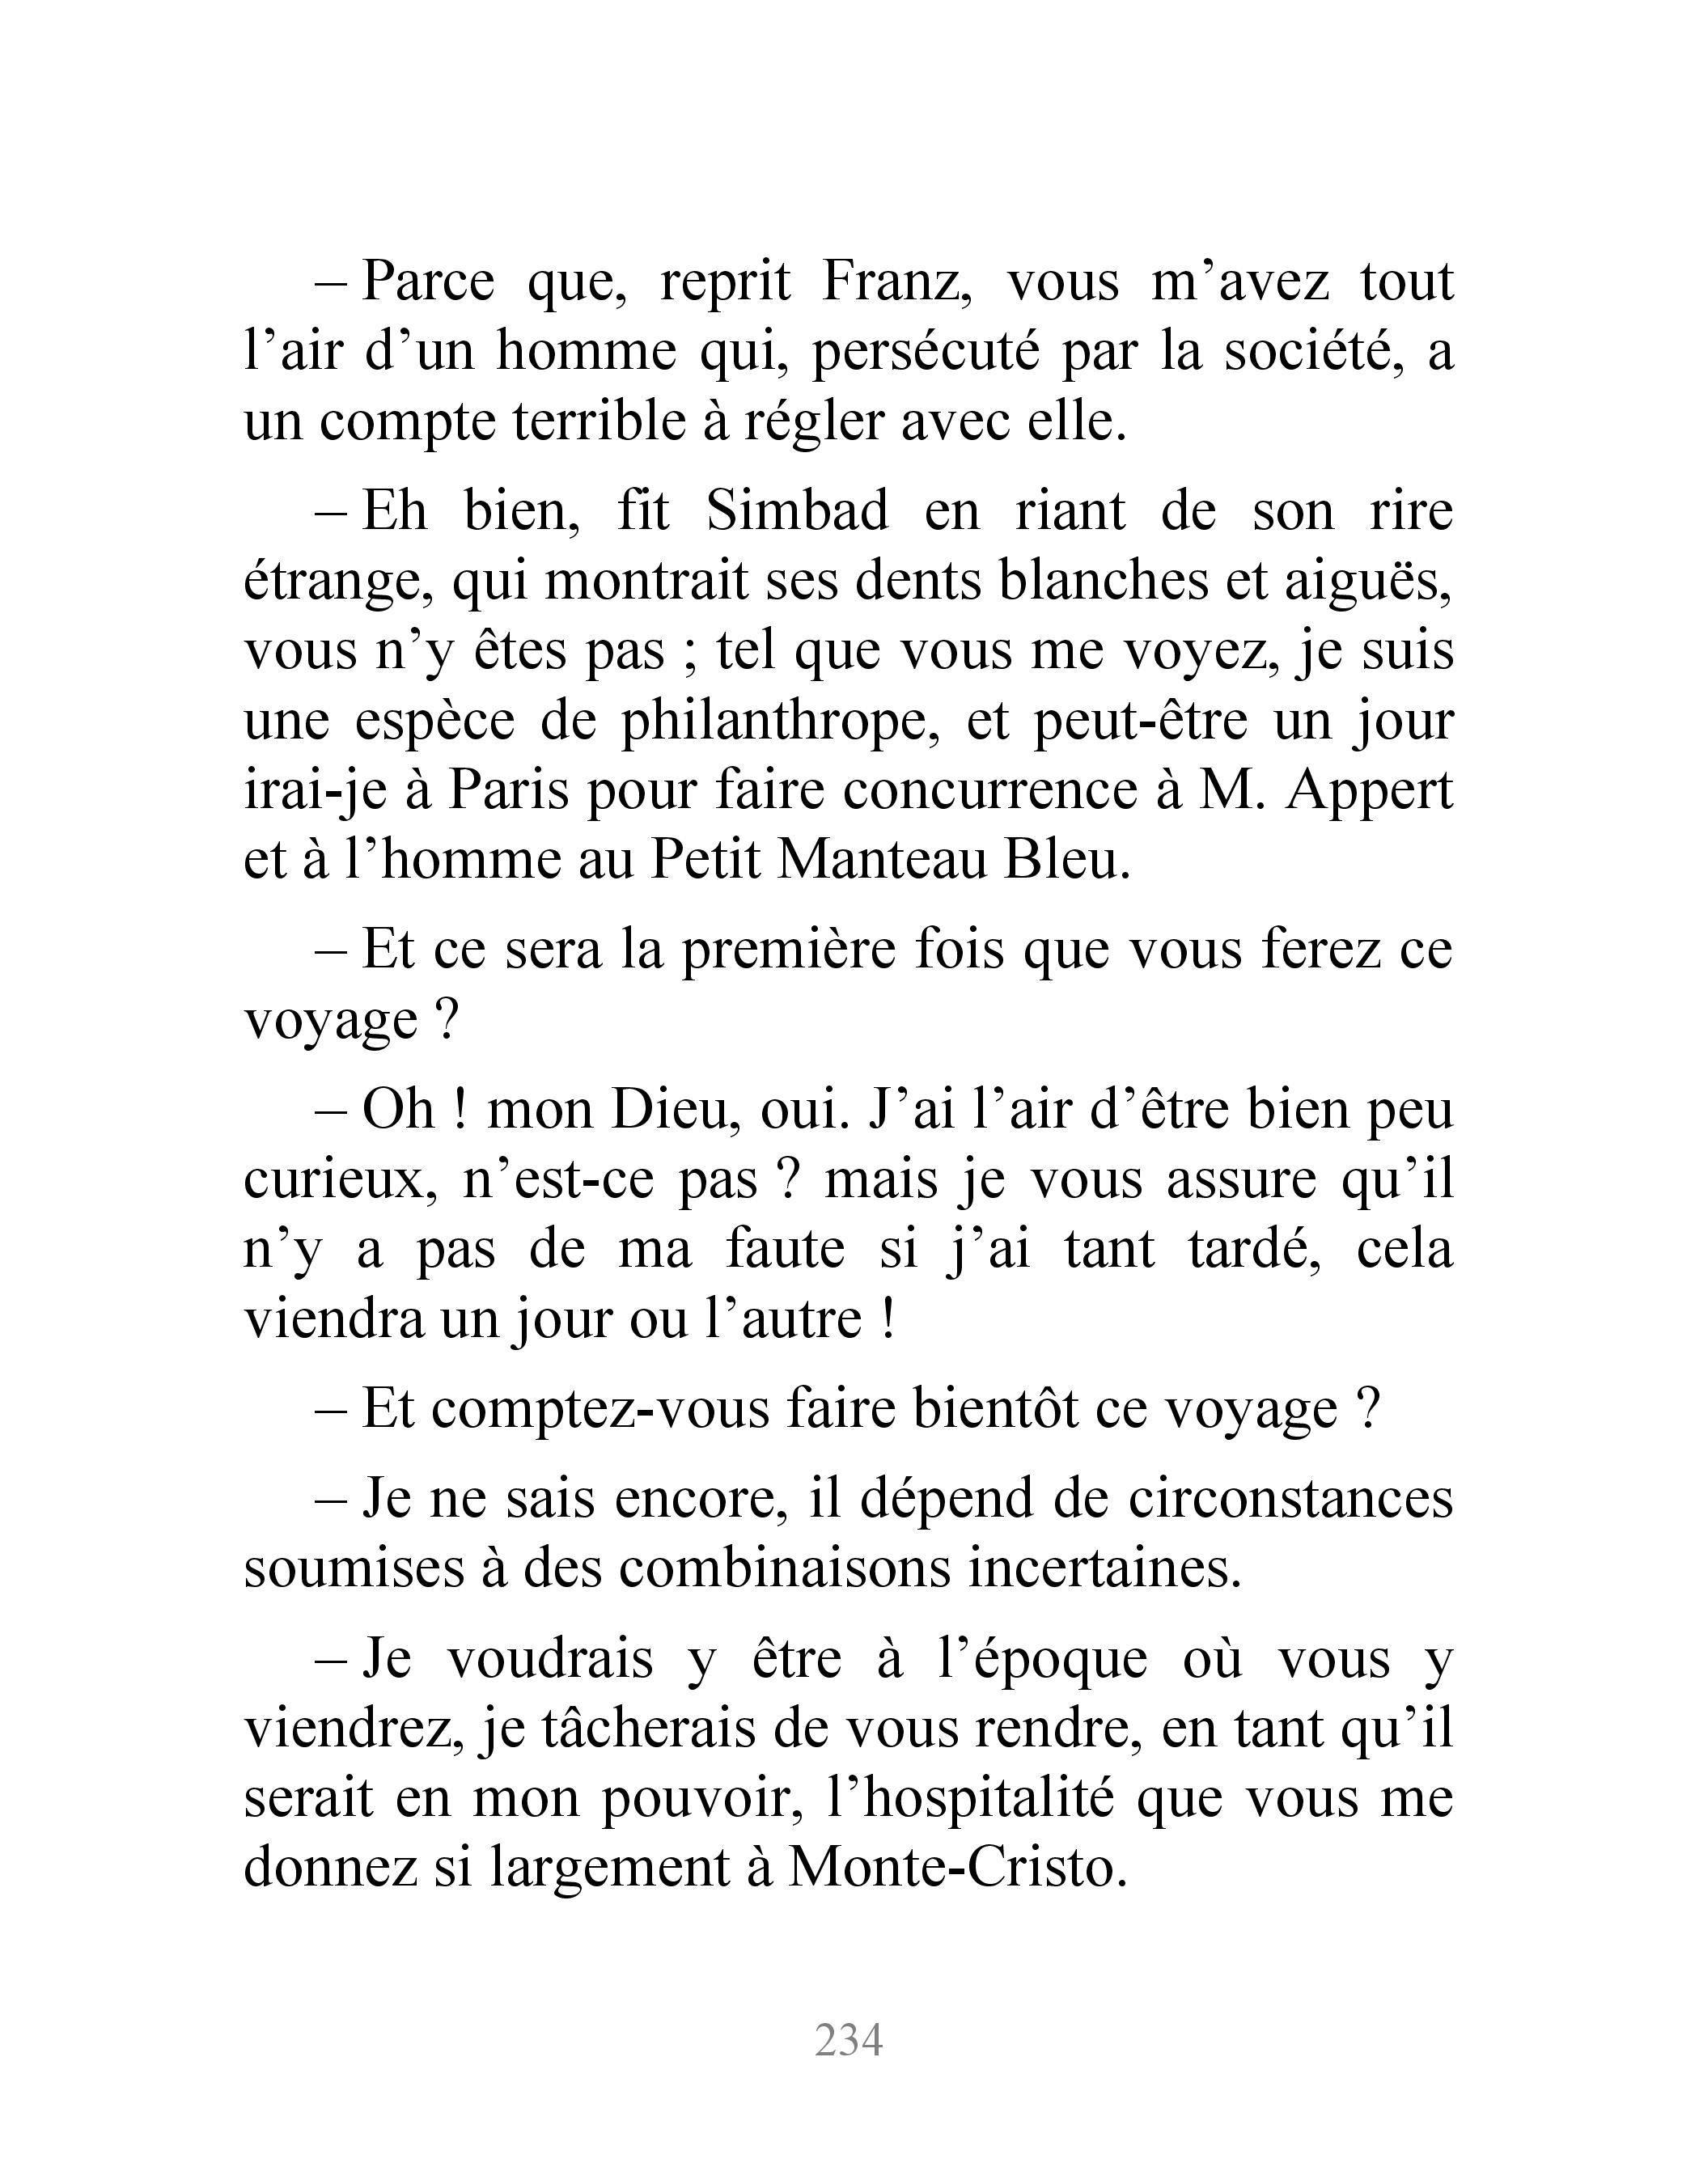 – Parce que, reprit Franz, vous m’avez tout
l’air d’un homme qui, persécuté par la société, a
un compte terrible à régler avec elle.
– Eh bien, fit Simbad en riant de son rire
étrange, qui montrait ses dents blanches et aiguës,
vous n’y êtes pas ; tel que vous me voyez, je suis
une espèce de philanthrope, et peut-être un jour
irai-je à Paris pour faire concurrence à M. Appert
et à l’homme au Petit Manteau Bleu.
– Et ce sera la première fois que vous ferez ce
voyage ?
– Oh ! mon Dieu, oui. J’ai l’air d’être bien peu
curieux, n’est-ce pas ? mais je vous assure qu’il
n’y a pas de ma faute si j’ai tant tardé, cela
viendra un jour ou l’autre !
– Et comptez-vous faire bientôt ce voyage ?
– Je ne sais encore, il dépend de circonstances
soumises à des combinaisons incertaines.
– Je voudrais y être à l’époque où vous y
viendrez, je tâcherais de vous rendre, en tant qu’il
serait en mon pouvoir, l’hospitalité que vous me
donnez si largement à Monte-Cristo.
234